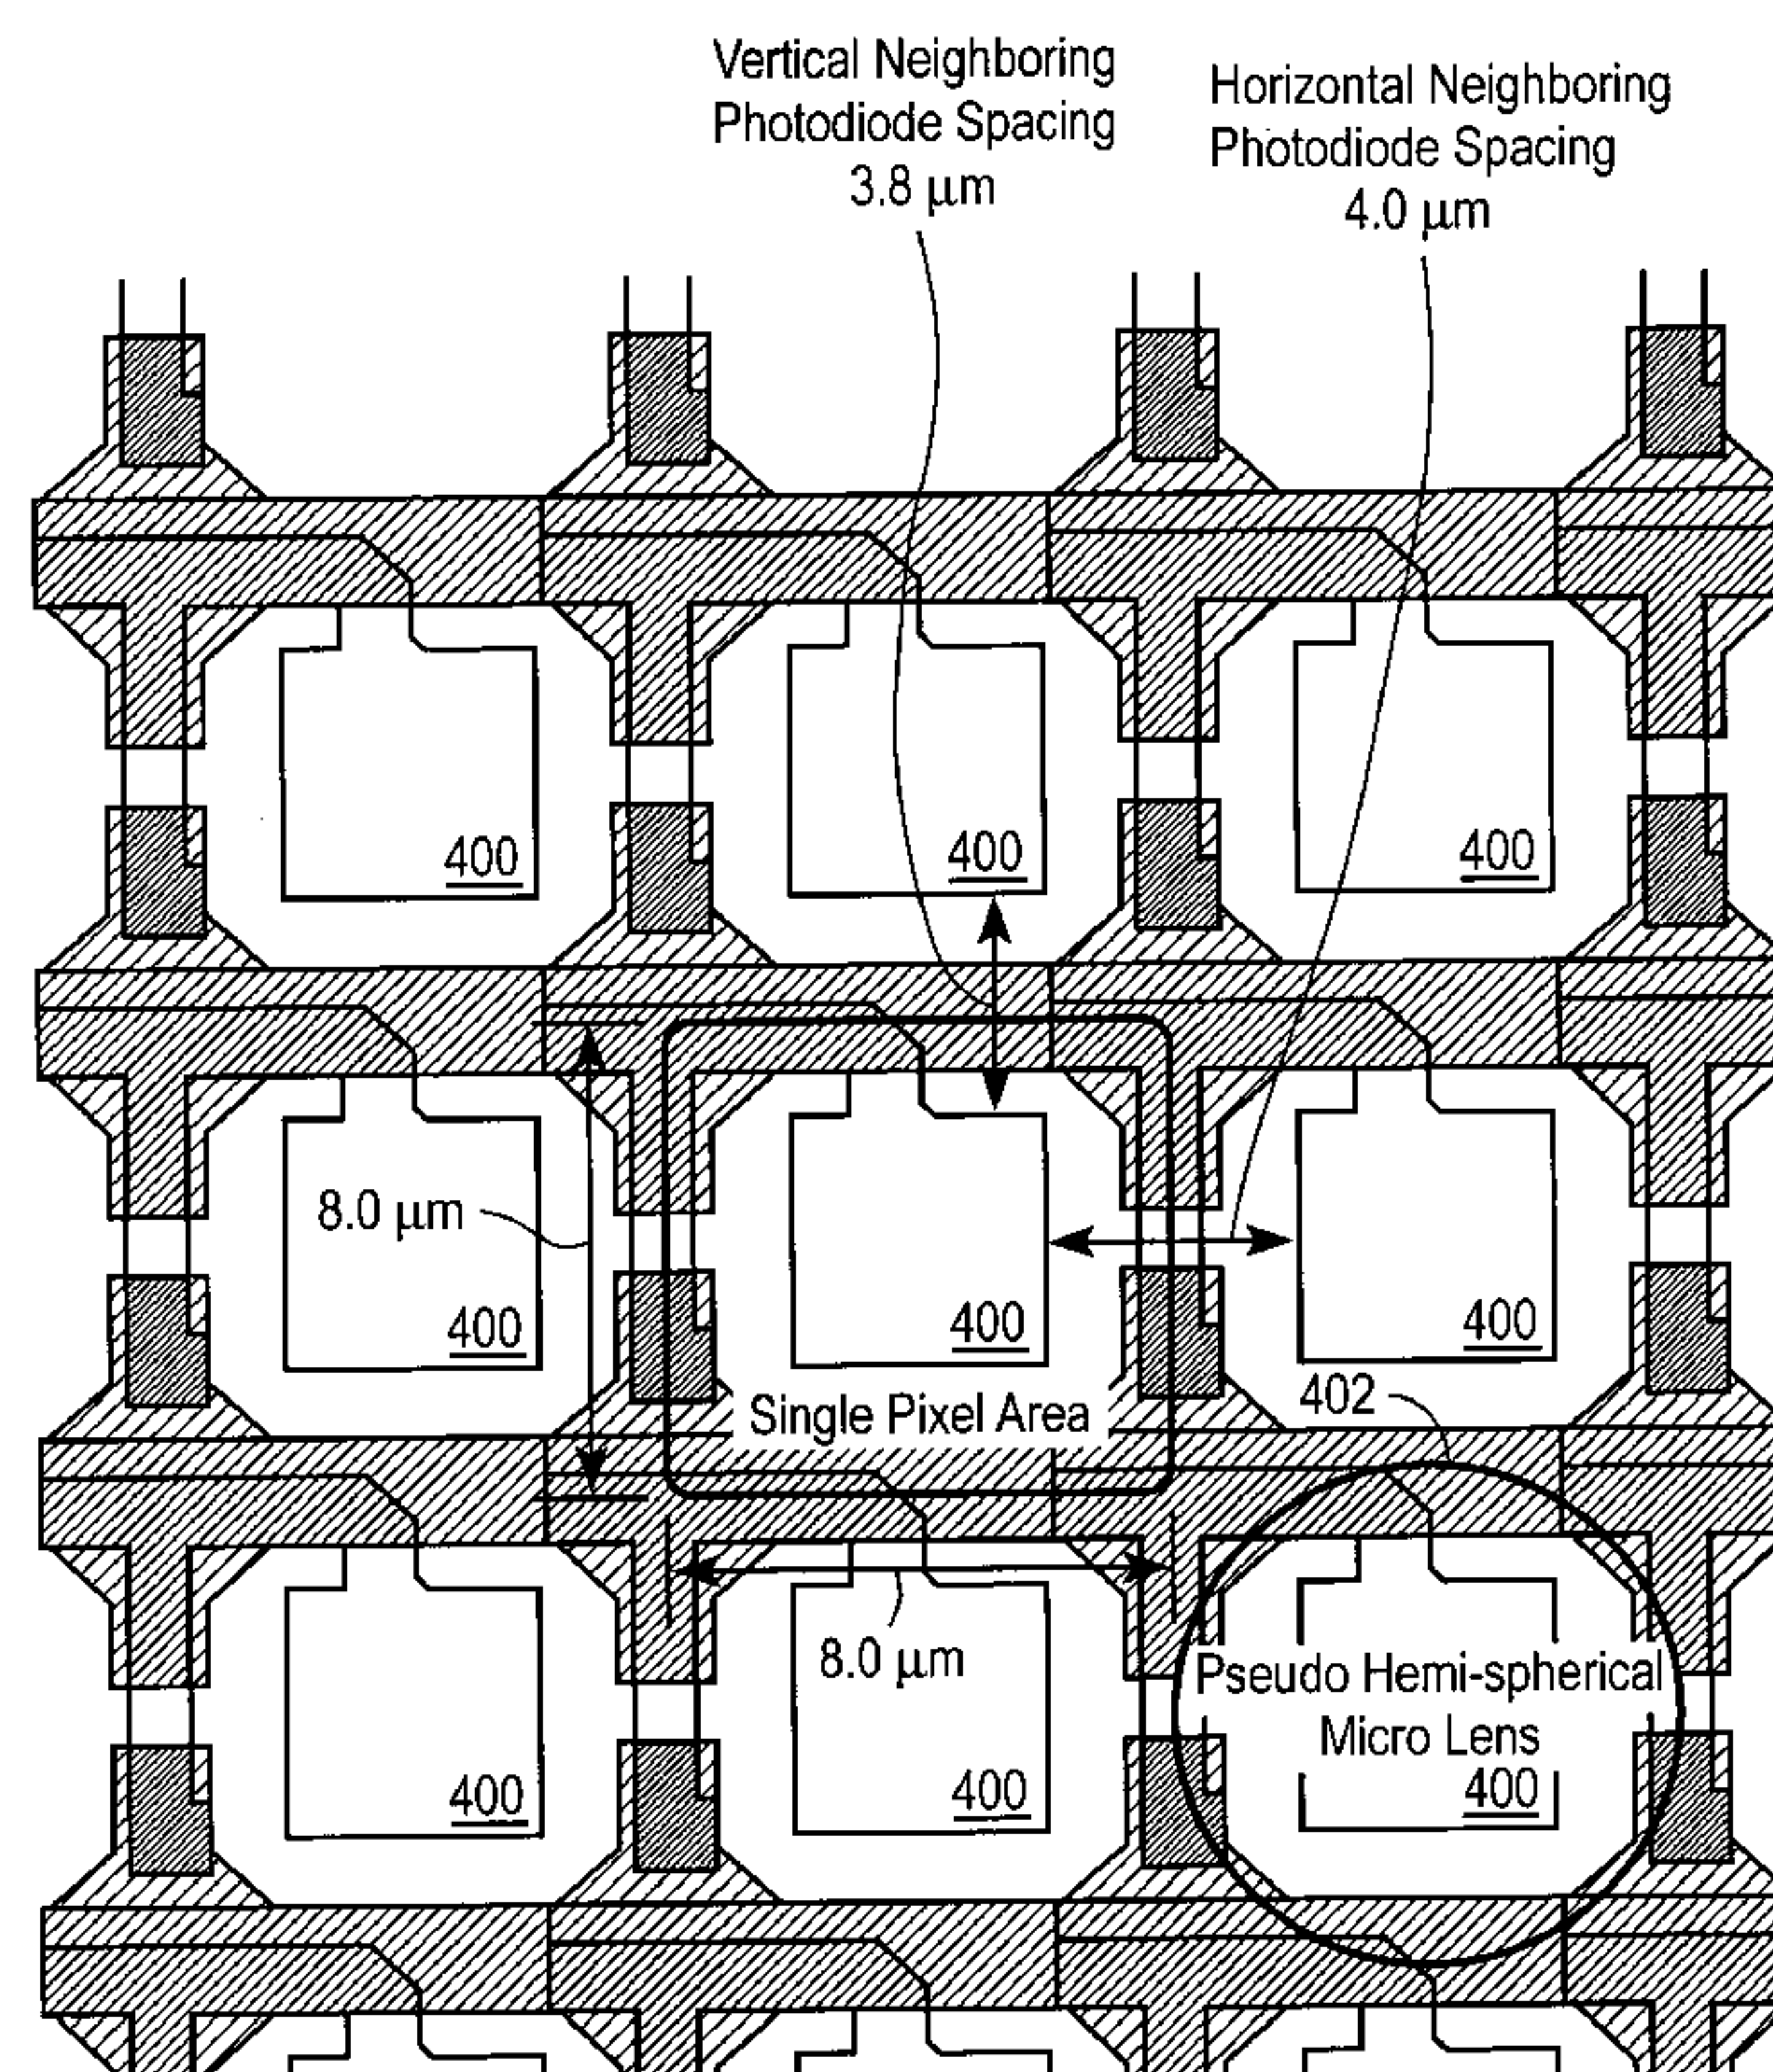 Vertical Neighboring
Photodiode Spacing
3.8 μm
Horizontal Neighboring
Photodiode Spacing
4.0 μm
400
400
400
8.0 μm
400
400
400
Single Pixel Area
402
8.0 μm
Pseudo Hemi-spherical
Micro Lens
400
400
400